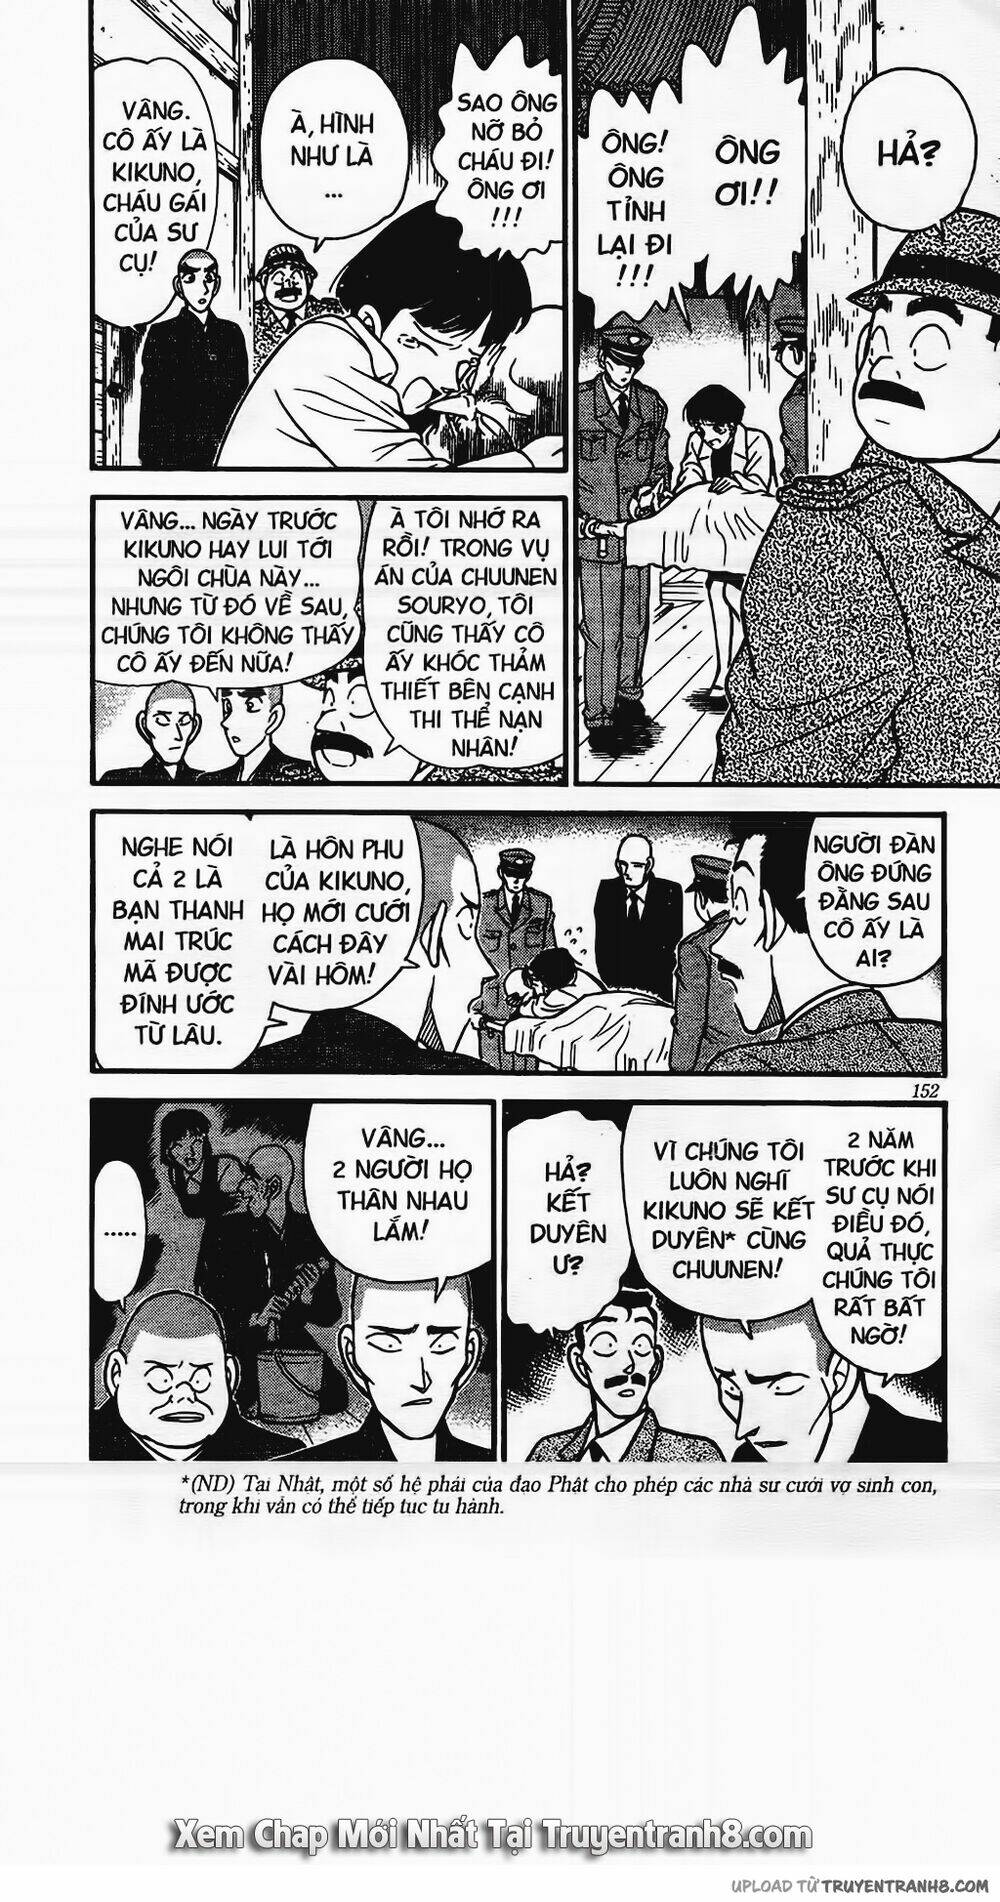 HẢ?
ÔNG
ƠI!!
ÔNG!
ÔNG
TỈNH
LẠI ĐI
!!!
SAO ÔNG
NỠ BỎ
CHÁU ĐI!
ÔNG ƠI
!!!
À, HÌNH
NHƯ LÀ
...
VÂNG.
CÔ ẤY LÀ
KIKUNO,
CHÁU GÁI
CỦA SƯ
CỤ!
À TÔI NHỚ RA
RỒI! TRONG VỤ
ÁN CỦA CHUUNEN
SOURYO, TÔI
CŨNG THẤY CÔ
ẤY KHÓC THẢM
THIẾT BÊN CẠNH
THI THỂ NẠN
NHÂN!
VÂNG... NGÀY TRƯỚC
KIKUNO HAY LUI TỚI
NGÔI CHÙA NÀY...
NHƯNG TỪ ĐÓ VỀ SAU,
CHÚNG TÔI KHÔNG THẤY
CÔ ẤY ĐẾN NỮA!
NGƯỜI ĐÀN
ÔNG ĐỨNG
ĐẰNG SAU
CÔ ẤY LÀ
AI?
LÀ HÔN PHU
CỦA KIKUNO,
HỌ MỚI CƯỚI
CÁCH ĐÂY
VÀI HÔM!
NGHE NÓI
CẢ 2 LÀ
BẠN THANH
MAI TRÚC
MÃ ĐƯỢC
ĐÍNH ƯỚC
TỪ LÂU.
152
2 NĂM
TRƯỚC KHI
SƯ CỤ NÓI
ĐIỀU ĐÓ,
QUẢ THỰC
CHÚNG TÔI
RẤT BẤT
NGỜ!
VÌ CHÚNG TÔI
LUÔN NGHĨ
KIKUNO SẼ KẾT
DUYÊN* CÙNG
CHUUNEN!
HẢ?
KẾT
DUYÊN
Ư?
VÂNG...
2 NGƯỜI HỌ
THÂN NHAU
LẮM!
......
*(ND) Tại Nhật, một số hệ phái của đạo Phật cho phép các nhà sư cưới vợ sinh con,
trong khi vẫn có thể tiếp tục tu hành.
Xem Chap Mới Nhất Tại Truyentranh8.com
UPLOAD TỪ TRUYENTRANH8.COM